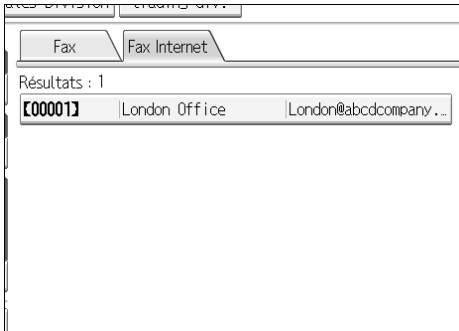 Fax Fax Internet
Résultats : 1
【00001】 London Office London@abcdcompany....